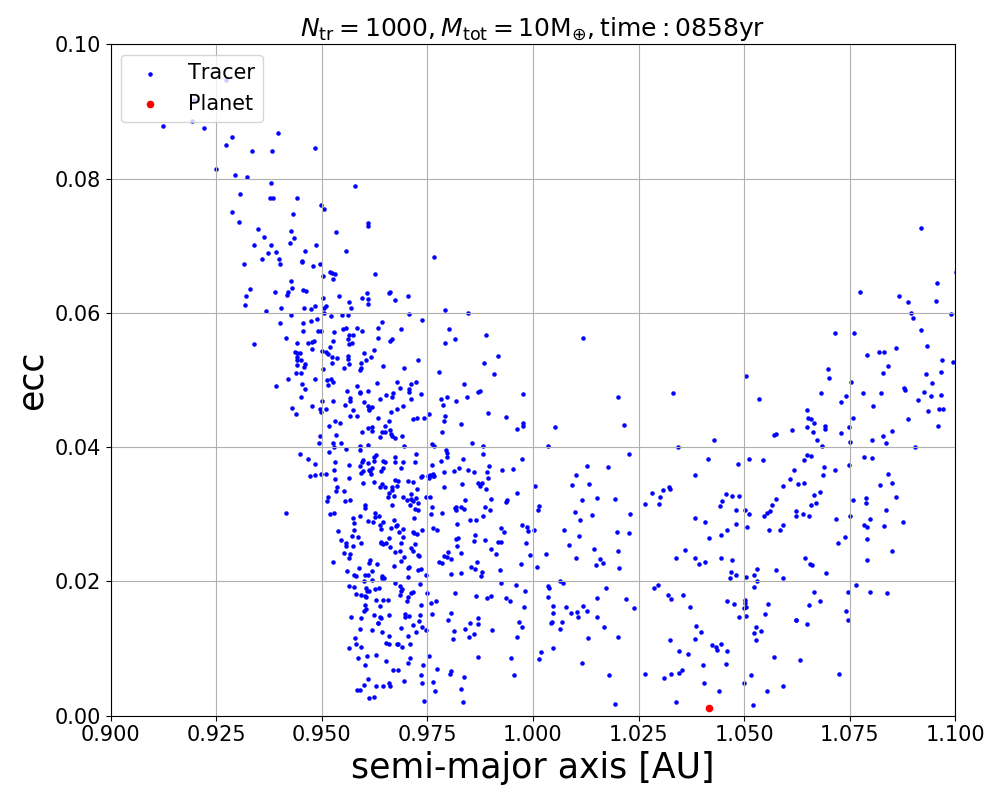 N_tr = 1000, M_tot = 10M_⊕, time : 0858yr
Tracer
Planet
ecc
0.10
0.08
0.06
0.04
0.02
0.00
0.900 0.925 0.950 0.975 1.000 1.025 1.050 1.075 1.100
semi-major axis [AU]